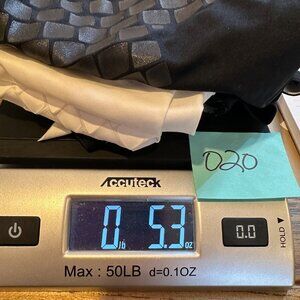 020
Accuteck
0 lb 5.3 oz
0.0
HOLD
Max : 50LB d=0.1OZ